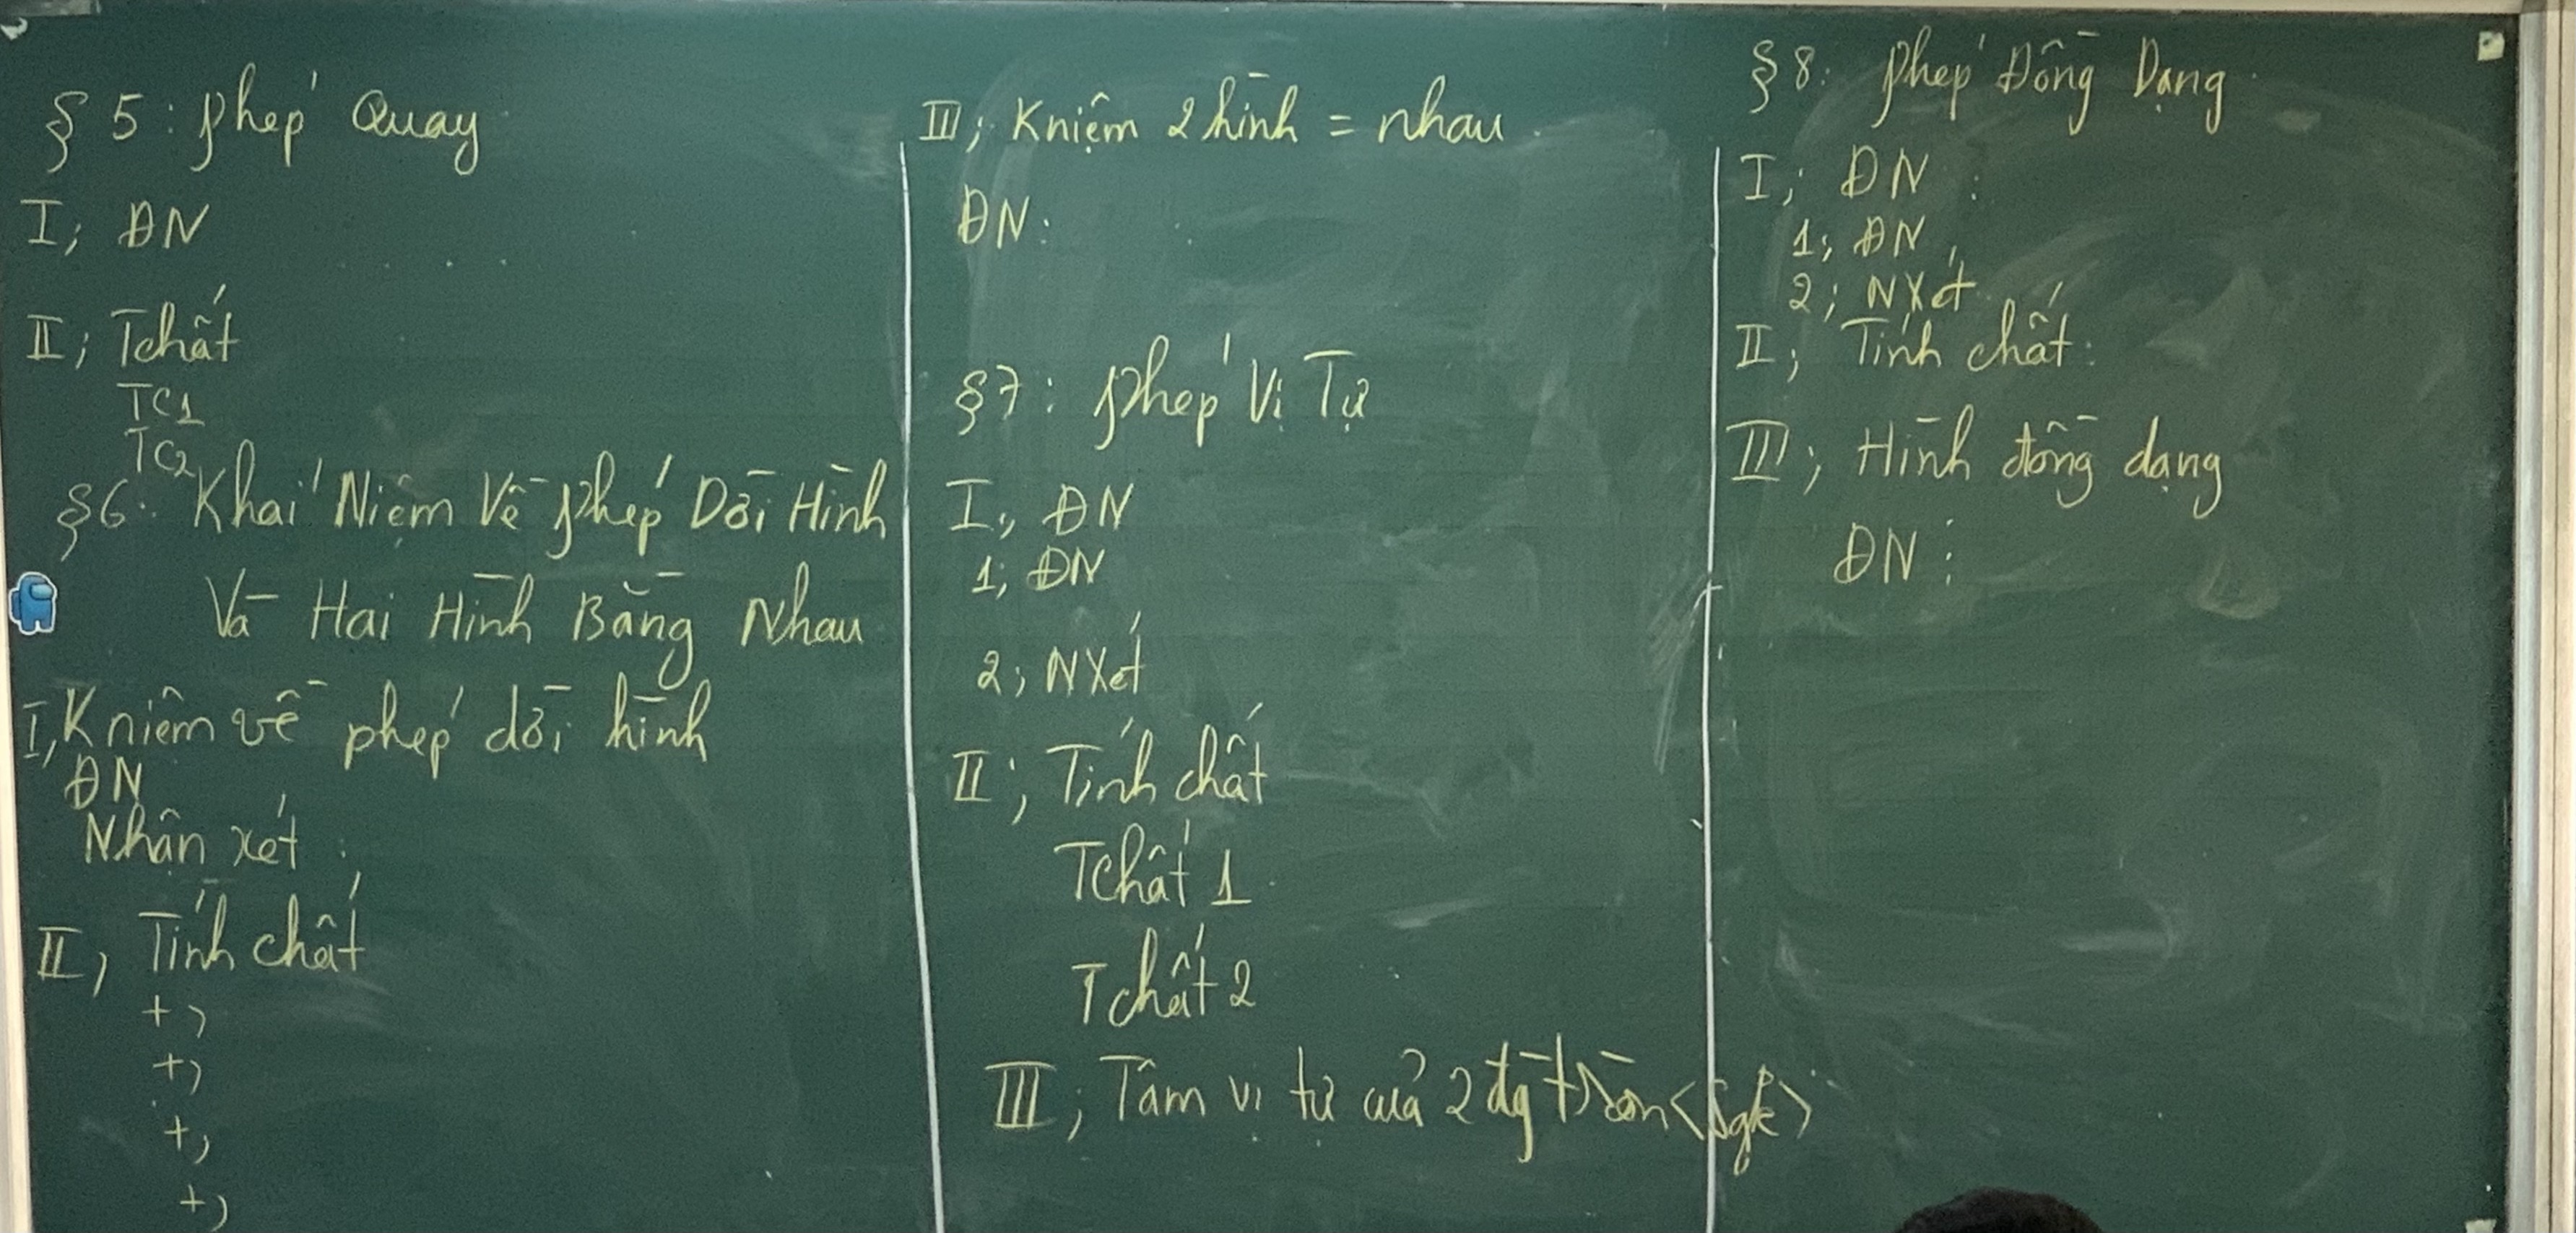 § 5: Phép Quay
I; ĐN
II; Tchất
TC1
TC2
§6: Khái Niệm Về Phép Dời Hình
Và Hai Hình Bằng Nhau
I, Kniệm về phép dời hình
ĐN
Nhận xét:
II, Tính chất
+,
+,
+,
+,
III; Kniệm 2 hình = nhau.
ĐN:
§7: Phép Vị Tự
I; ĐN
1; ĐN
2; NXét
II; Tính chất
Tchất 1
Tchất 2
III; Tâm vị tự của 2 đg tròn <sgk>
§8: Phép Đồng Dạng
I; ĐN:
1; ĐN
2; NXét
II; Tính chất:
III; Hình đồng dạng
ĐN: